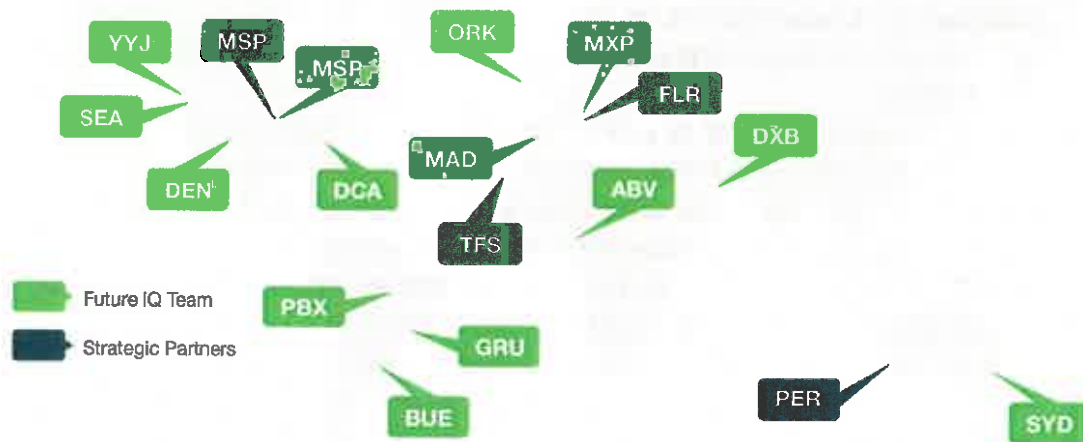 YYJ
MSP
MSP
ORK
MXP
SEA
FLR
DXB
DEN
DCA
MAD
ABV
TFS
Future IQ Team
PBX
Strategic Partners
GRU
PER
BUE
SYD